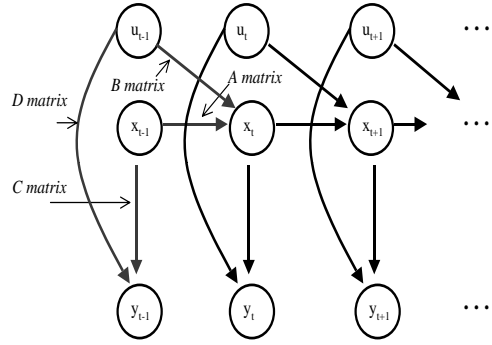 u_{t-1} u_t u_{t+1} ...
B matrix A matrix
D matrix
x_{t-1} x_t x_{t+1} ...
C matrix
y_{t-1} y_t y_{t+1} ...